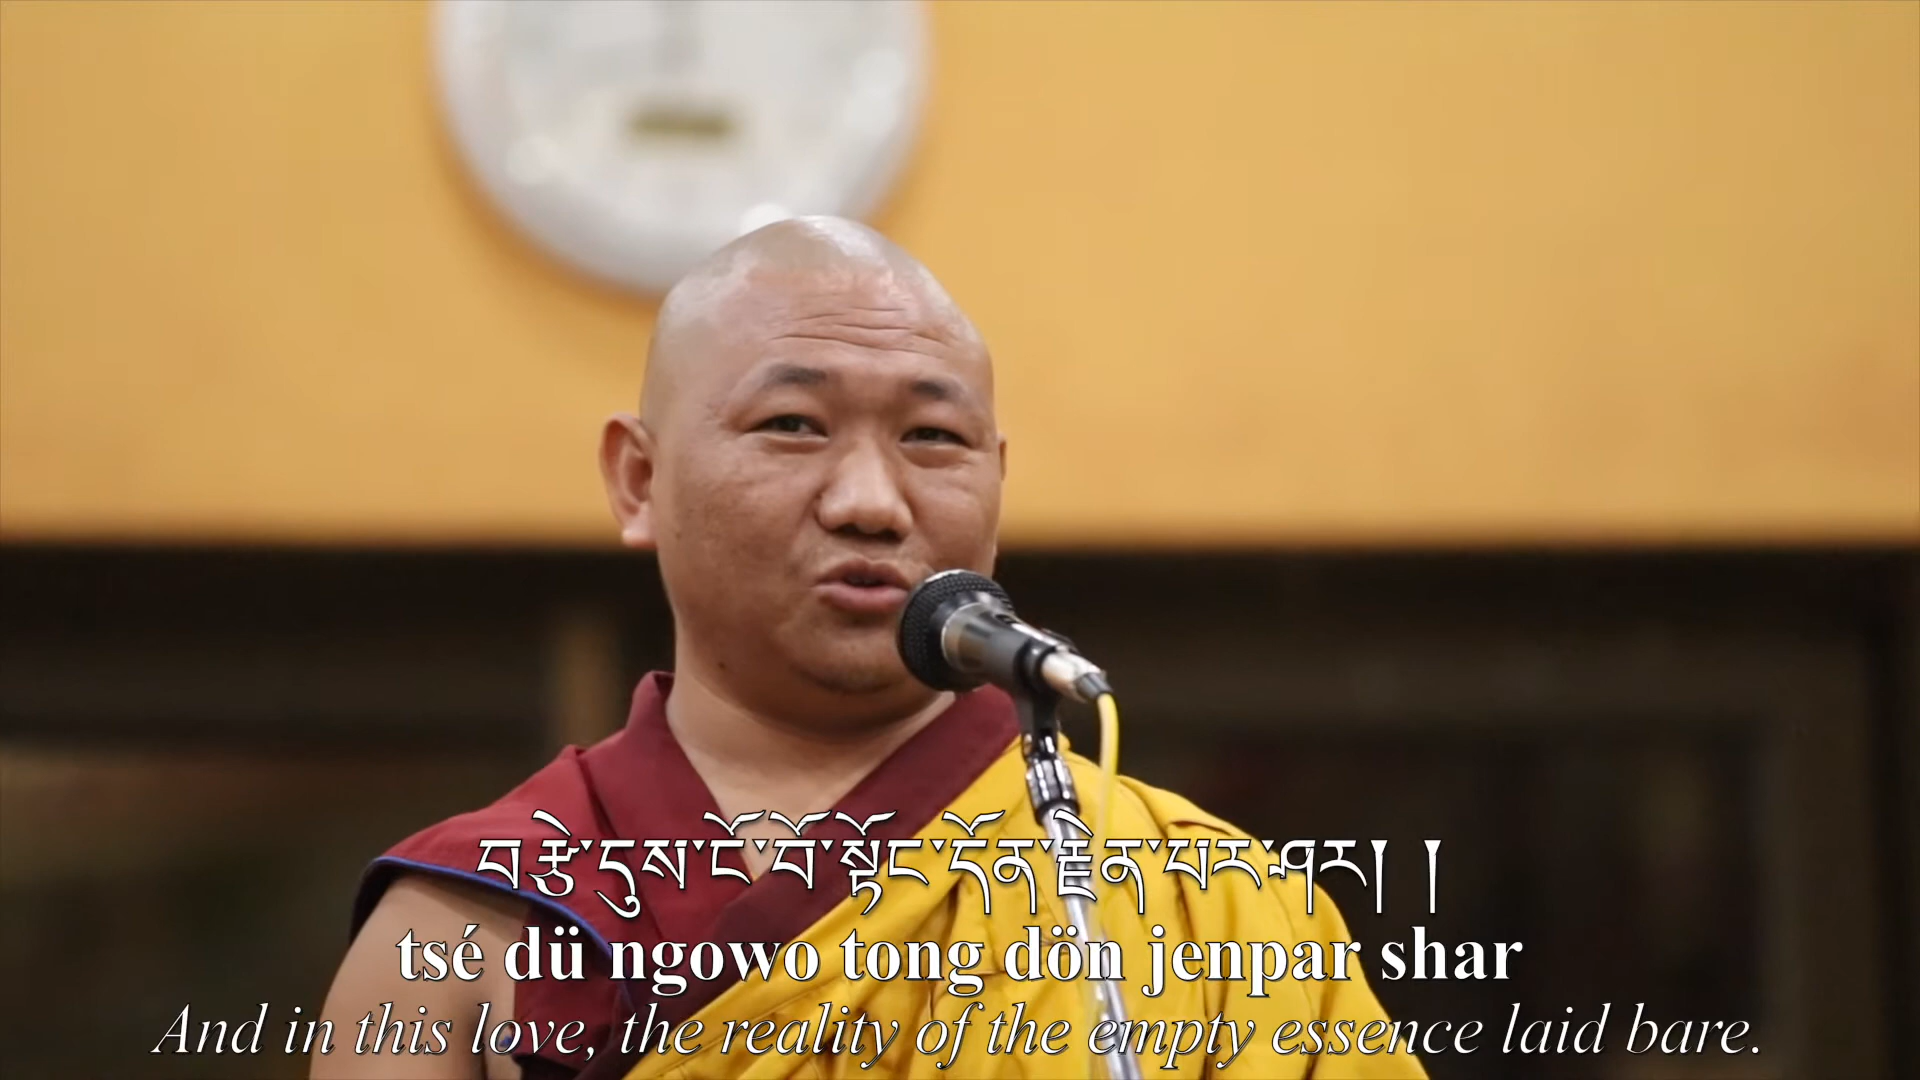 བརྩེ་དུས་ངོ་བོ་སྟོང་དོན་རྗེན་པར་ཤར། །
tsé dü ngowo tong dön jenpar shar
And in this love, the reality of the empty essence laid bare.